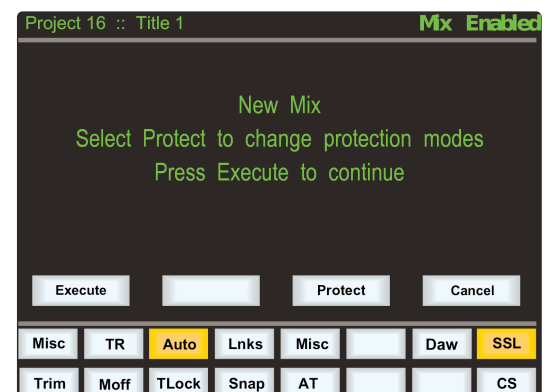 Project 16 :: Title 1 Mix Enabled
New Mix
Select Protect to change protection modes
Press Execute to continue
Execute Protect Cancel
Misc TR Auto Lnks Misc Daw SSL
Trim Moff TLock Snap AT CS